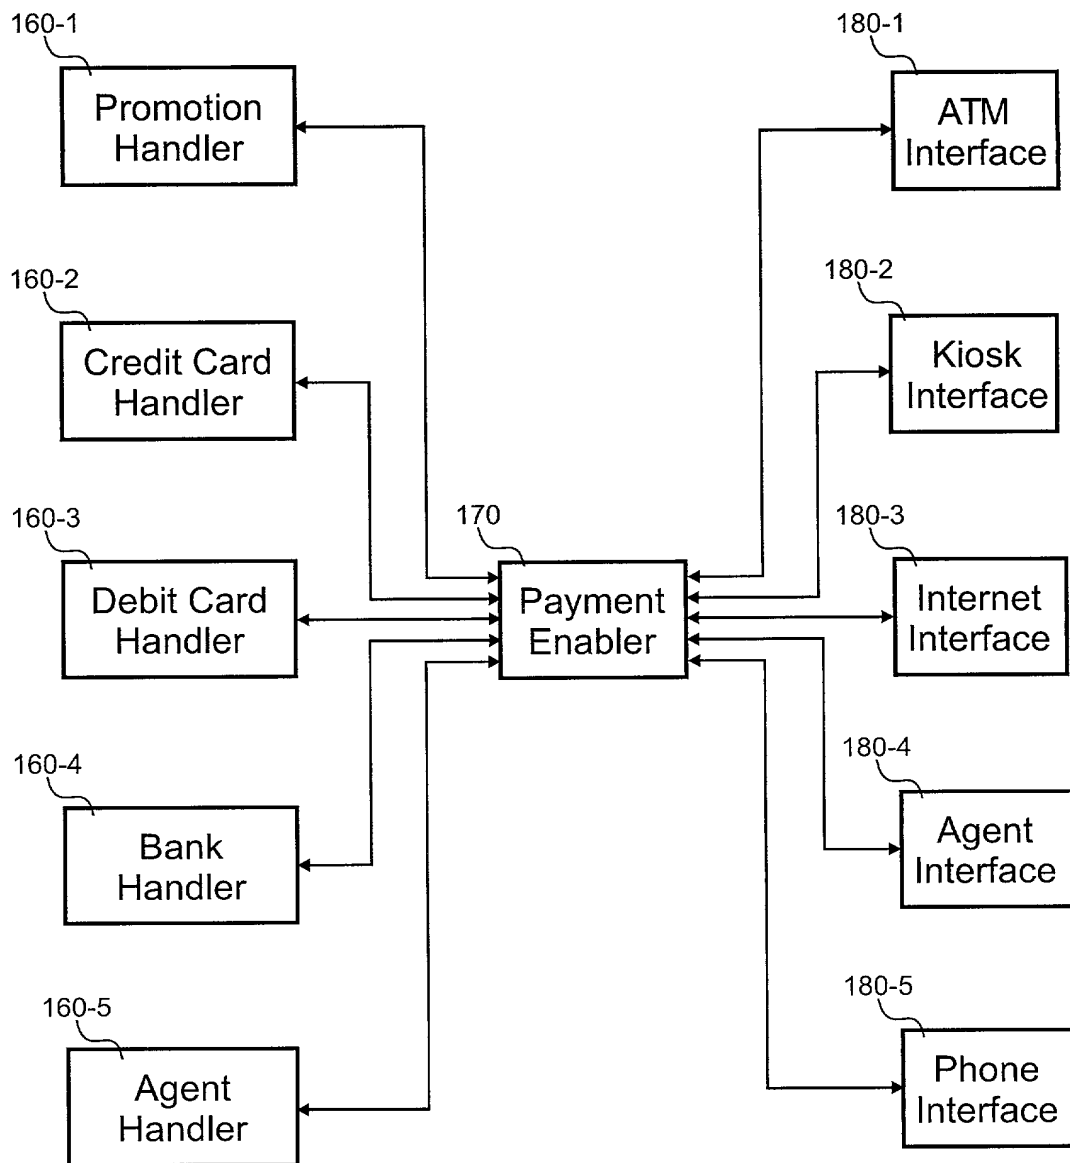 160-1
Promotion
Handler
160-2
Credit Card
Handler
160-3
Debit Card
Handler
160-4
Bank
Handler
160-5
Agent
Handler
170
Payment
Enabler
180-1
ATM
Interface
180-2
Kiosk
Interface
180-3
Internet
Interface
180-4
Agent
Interface
180-5
Phone
Interface